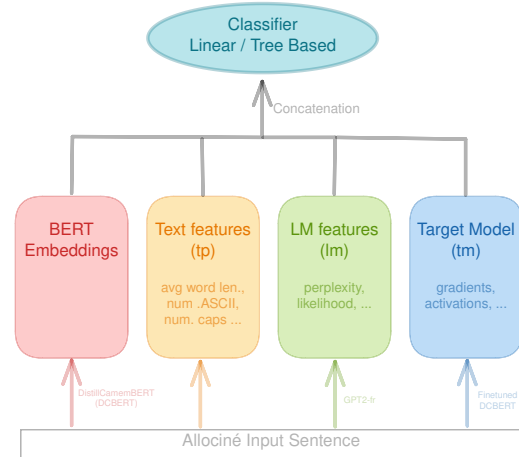 Classifier
Linear / Tree Based
Concatenation
BERT
Embeddings
Text features
(tp)
avg word len.,
num .ASCII,
num. caps ...
LM features
(lm)
perplexity,
likelihood, ...
Target Model
(tm)
gradients,
activations, ...
DistillCamemBERT
(DCBERT)
GPT2-fr
Finetuned
DCBERT
Allociné Input Sentence